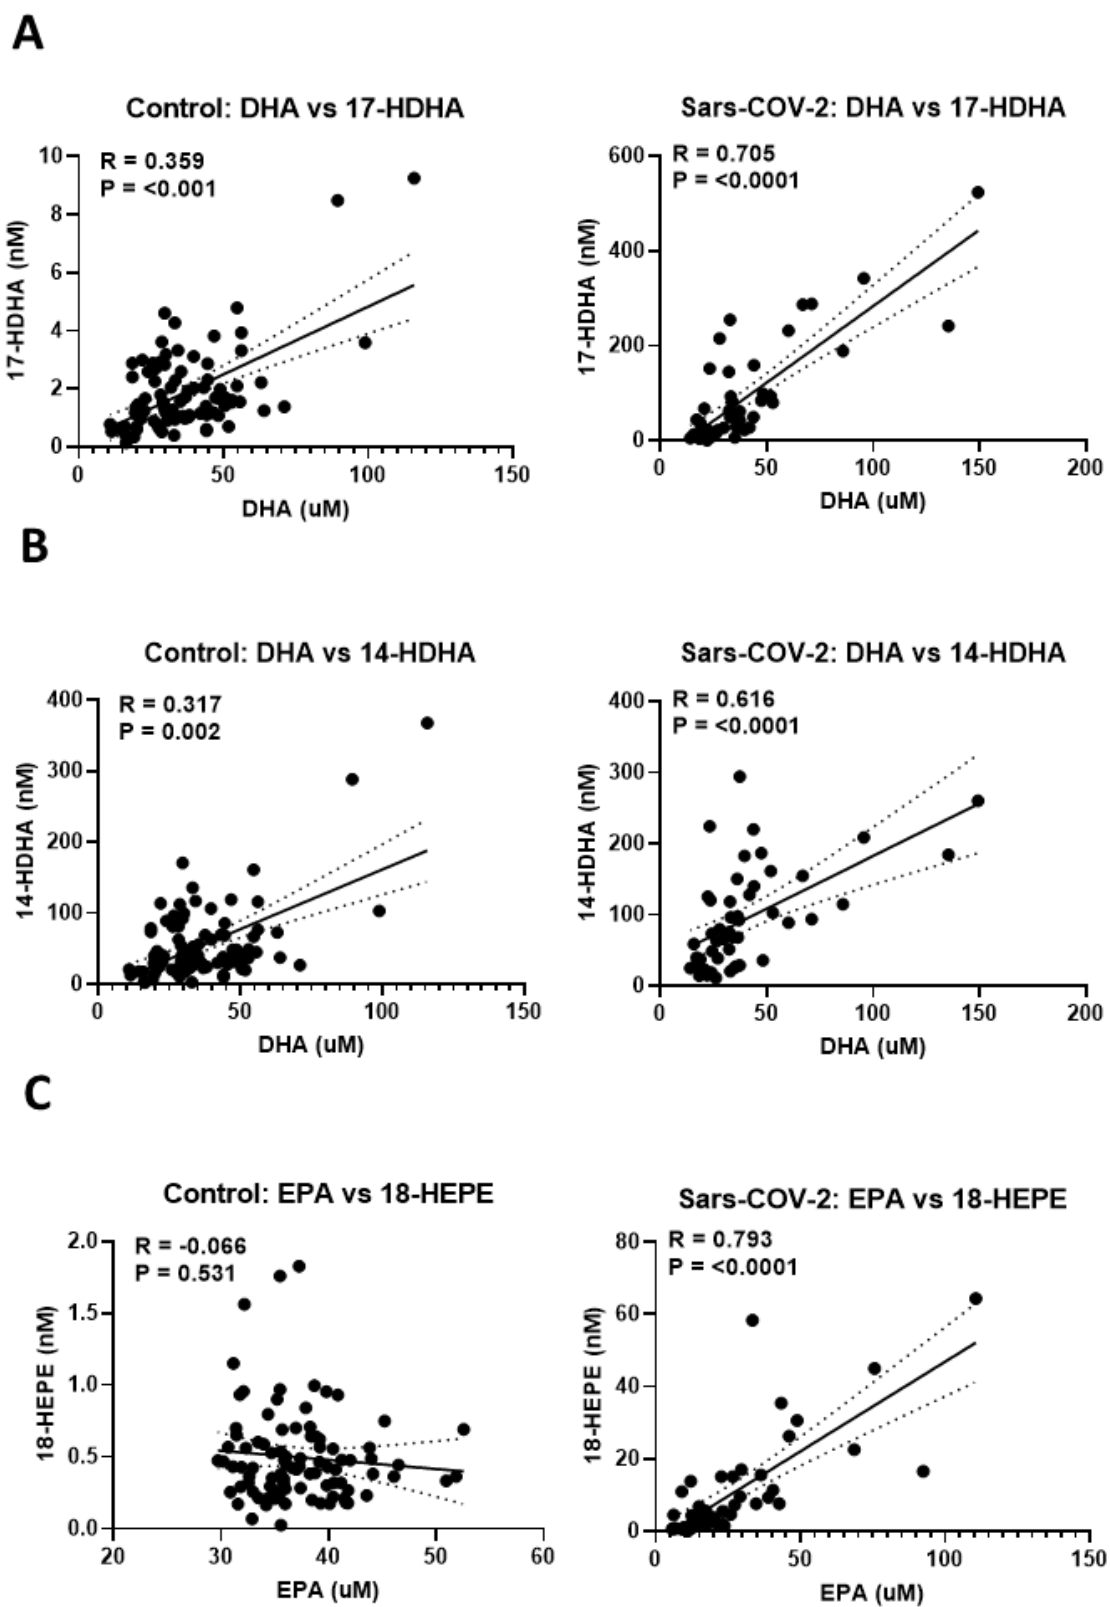 A
Control: DHA vs 17-HDHA
R = 0.359
P = <0.001
17-HDHA (nM)
10
8
6
4
2
0
0 50 100 150
DHA (uM)
Sars-COV-2: DHA vs 17-HDHA
R = 0.705
P = <0.0001
17-HDHA (nM)
600
400
200
0
0 50 100 150 200
DHA (uM)
B
Control: DHA vs 14-HDHA
R = 0.317
P = 0.002
14-HDHA (nM)
400
300
200
100
0
0 50 100 150
DHA (uM)
Sars-COV-2: DHA vs 14-HDHA
R = 0.616
P = <0.0001
14-HDHA (nM)
400
300
200
100
0
0 50 100 150 200
DHA (uM)
C
Control: EPA vs 18-HEPE
R = -0.066
P = 0.531
18-HEPE (nM)
2.0
1.5
1.0
0.5
0.0
20 30 40 50 60
EPA (uM)
Sars-COV-2: EPA vs 18-HEPE
R = 0.793
P = <0.0001
18-HEPE (nM)
80
60
40
20
0
0 50 100 150
EPA (uM)